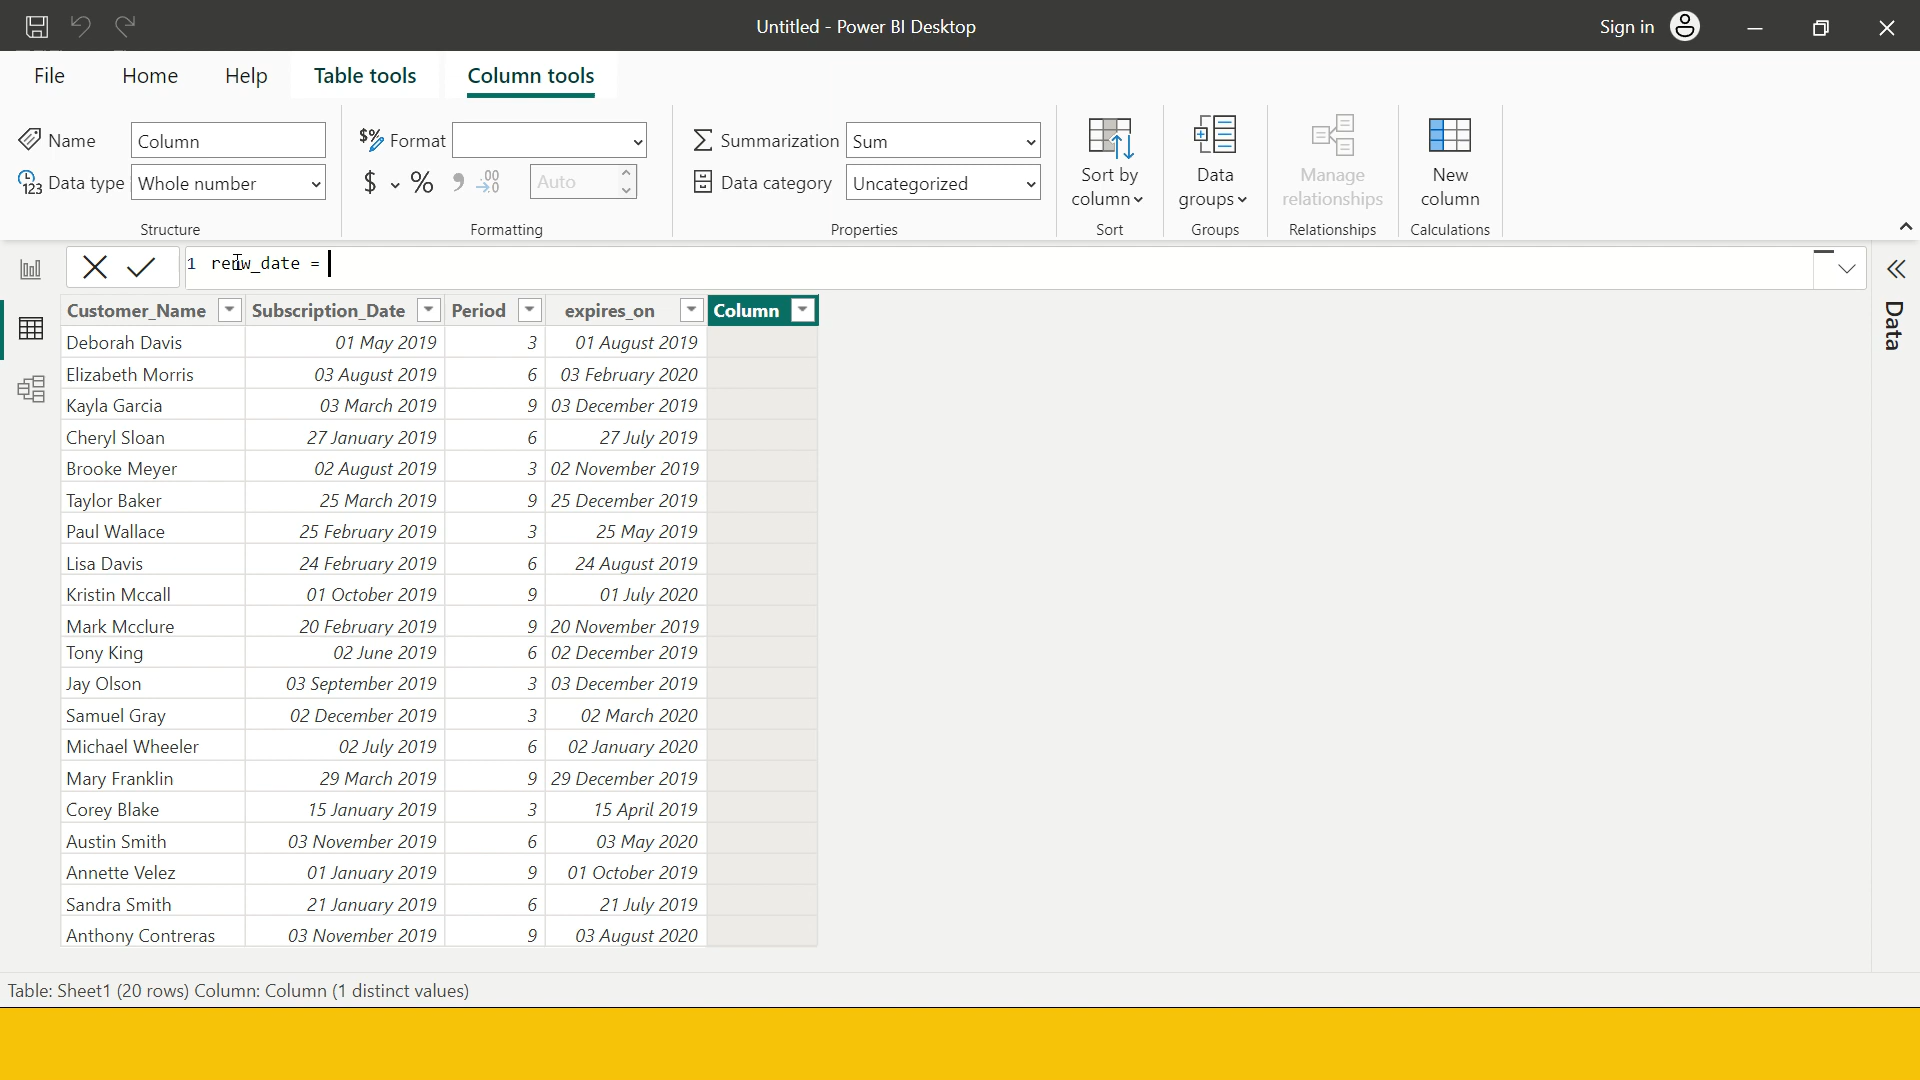 Untitled - Power BI Desktop
Sign in
File Home Help Table tools Column tools
Name Column
Data type Whole number
Structure
Format
$ % Auto
Formatting
Summarization Sum
Data category Uncategorized
Properties
Sort by
column
Sort
Data
groups
Groups
Manage
relationships
Relationships
New
column
Calculations
1 _date =
Data
Customer_Name Subscription_Date Period expires_on Column
Deborah Davis 01 May 2019 3 01 August 2019
Elizabeth Morris 03 August 2019 6 03 February 2020
Kayla Garcia 03 March 2019 9 03 December 2019
Cheryl Sloan 27 January 2019 6 27 July 2019
Brooke Meyer 02 August 2019 3 02 November 2019
Taylor Baker 25 March 2019 9 25 December 2019
Paul Wallace 25 February 2019 3 25 May 2019
Lisa Davis 24 February 2019 6 24 August 2019
Kristin Mccall 01 October 2019 9 01 July 2020
Mark Mcclure 20 February 2019 9 20 November 2019
Tony King 02 June 2019 6 02 December 2019
Jay Olson 03 September 2019 3 03 December 2019
Samuel Gray 02 December 2019 3 02 March 2020
Michael Wheeler 02 July 2019 6 02 January 2020
Mary Franklin 29 March 2019 9 29 December 2019
Corey Blake 15 January 2019 3 15 April 2019
Austin Smith 03 November 2019 6 03 May 2020
Annette Velez 01 January 2019 9 01 October 2019
Sandra Smith 21 January 2019 6 21 July 2019
Anthony Contreras 03 November 2019 9 03 August 2020
Table: Sheet1 (20 rows) Column: Column (1 distinct values)